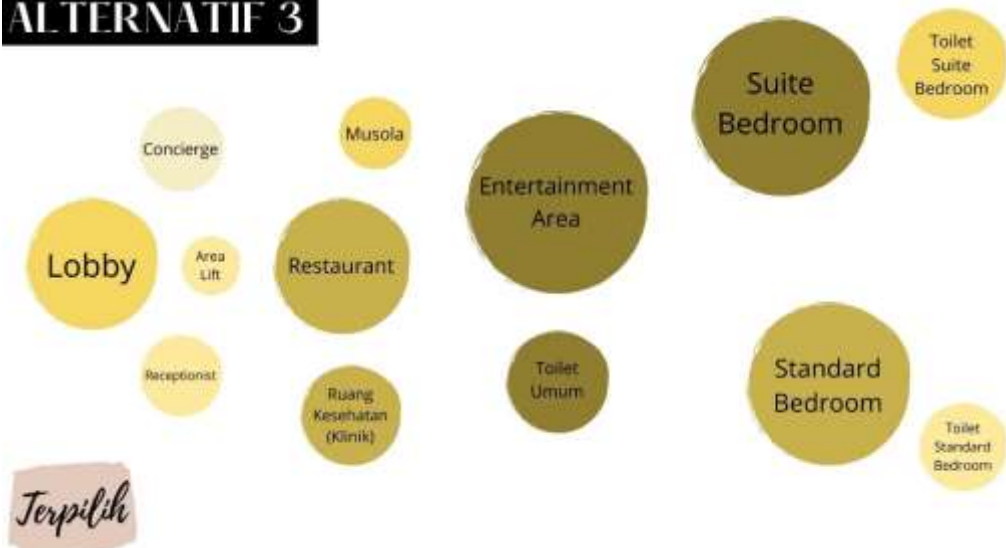 ALTERNATIF 3
Concierge
Musola
Lobby
Area
Lift
Restaurant
Receptionist
Ruang
Kesehatan
(Klinik)
Entertainment
Area
Toilet
Umum
Suite
Bedroom
Toilet
Suite
Bedroom
Standard
Bedroom
Toilet
Standard
Bedroom
Terpilih